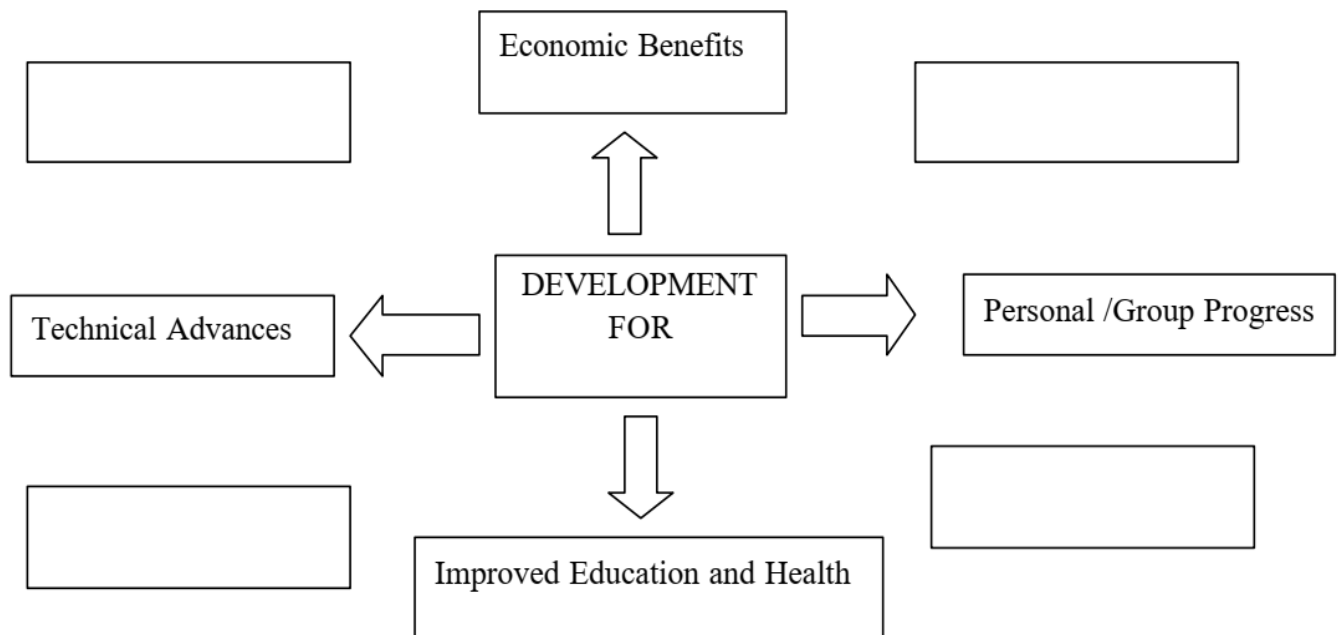 Economic Benefits
DEVELOPMENT
FOR
Technical Advances
Personal /Group Progress
Improved Education and Health